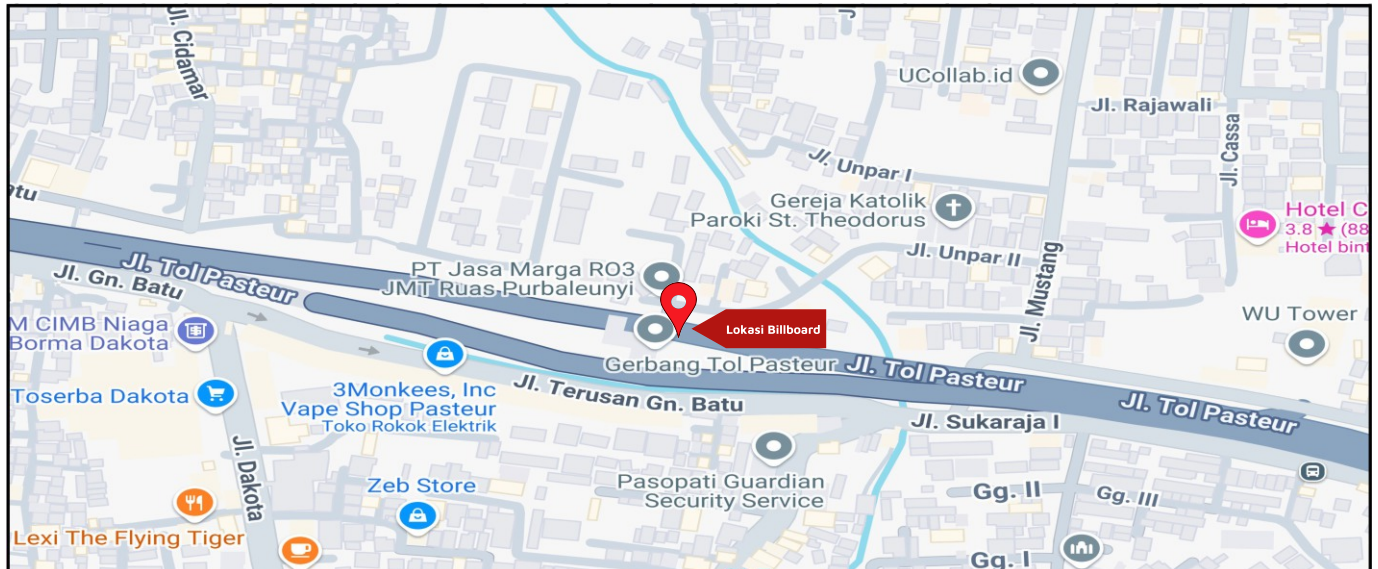 Jl. Cidamar
UCollab.id
Jl. Rajawali
Jl. Cassa
Jl. Unpar I
Gereja Katolik
Paroki St. Theodorus
Hotel C
3.8 ★ (88
Hotel bint
Jl. Unpar II
Jl. Mustang
atu
Jl. Tol Pasteur
Jl. Gn. Batu
PT Jasa Marga RO3
JMT Ruas Purbaleunyi
Lokasi Billboard
WU Tower
M CIMB Niaga
Borma Dakota
Gerbang Tol Pasteur
Jl. Tol Pasteur
Jl. Tol Pasteur
3Monkees, Inc
Vape Shop Pasteur
Toko Rokok Elektrik
Jl. Terusan Gn. Batu
Toserba Dakota
Jl. Sukaraja I
Jl. Dakota
Zeb Store
Pasopati Guardian
Security Service
Gg. II
Gg. III
Lexi The Flying Tiger
Gg. I